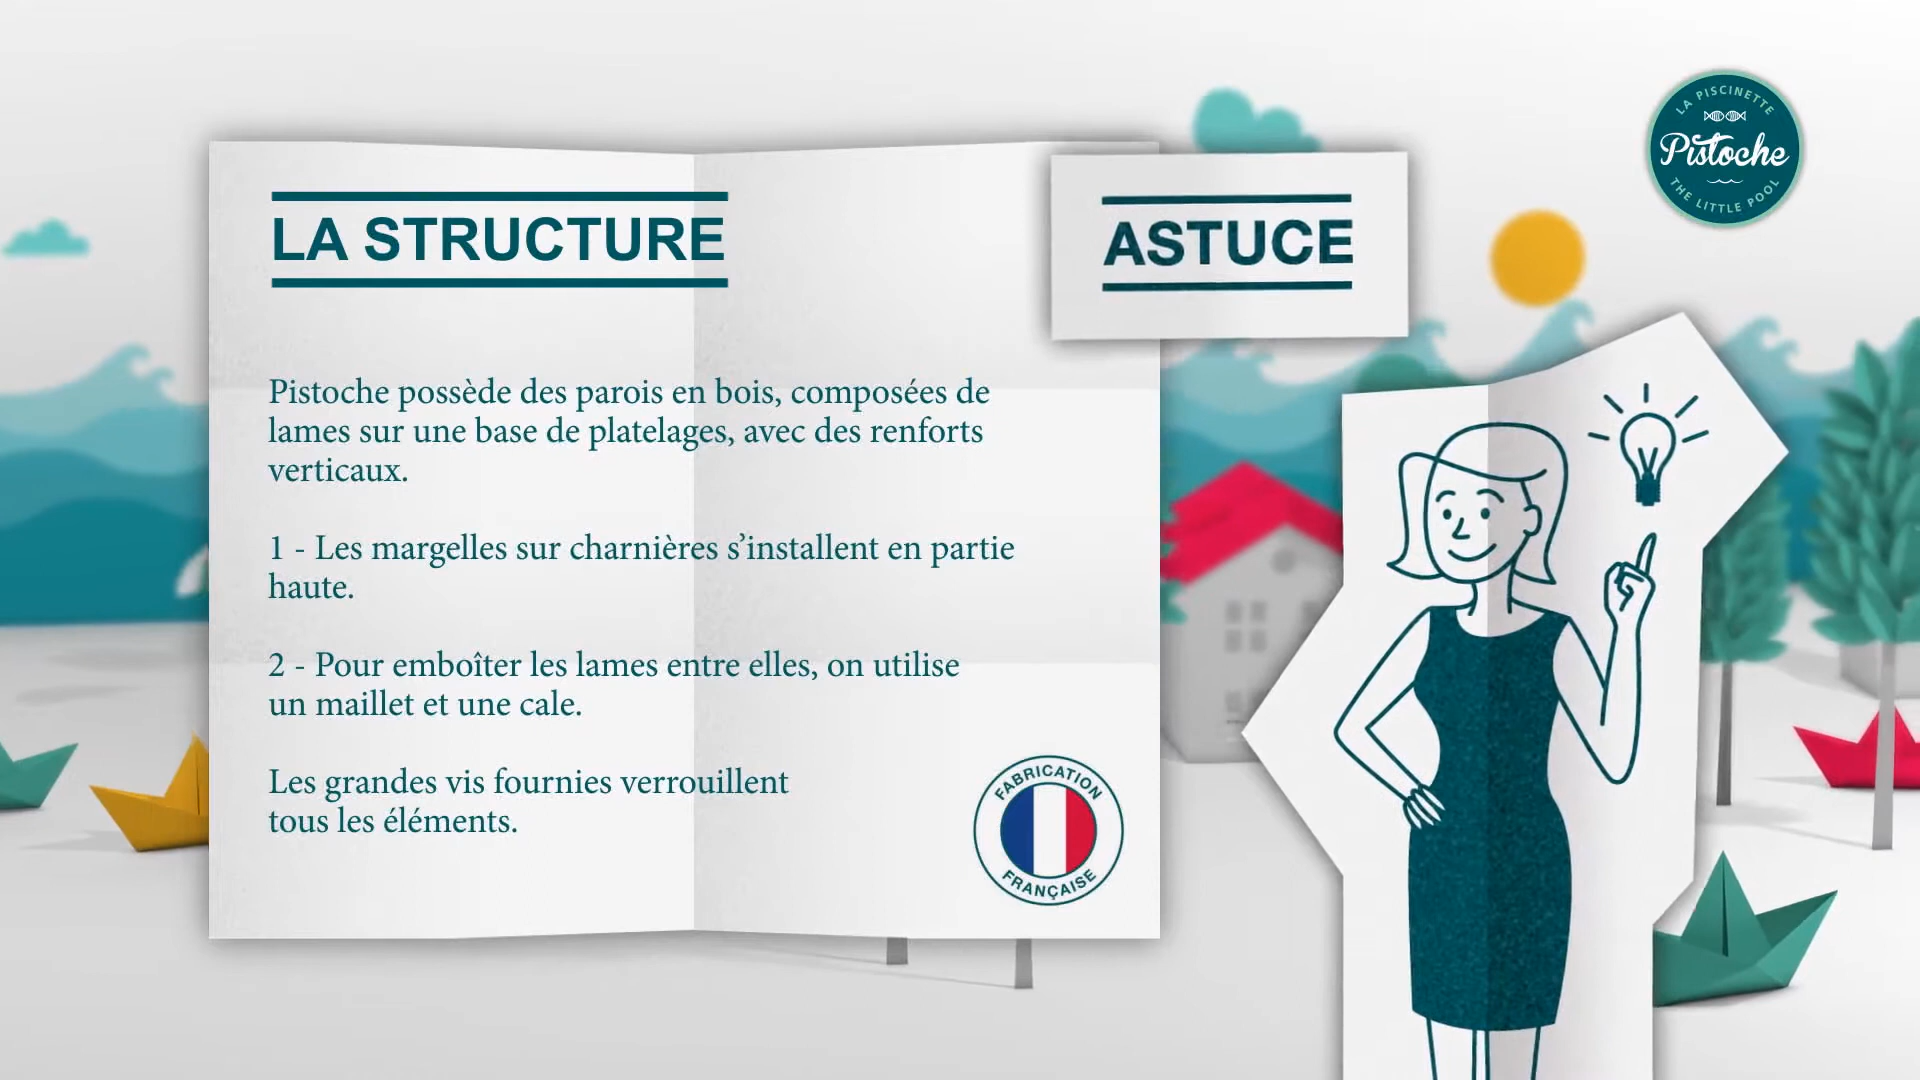 LA STRUCTURE
Pistoche possède des parois en bois, composées de
lames sur une base de platelages, avec des renforts
verticaux.
1 - Les margelles sur charnières s’installent en partie
haute.
2 - Pour emboîter les lames entre elles, on utilise
un maillet et une cale.
Les grandes vis fournies verrouillent
tous les éléments.
FABRICATION
FRANÇAISE
ASTUCE
LA PISCINETTE
Pistoche
THE LITTLE POOL